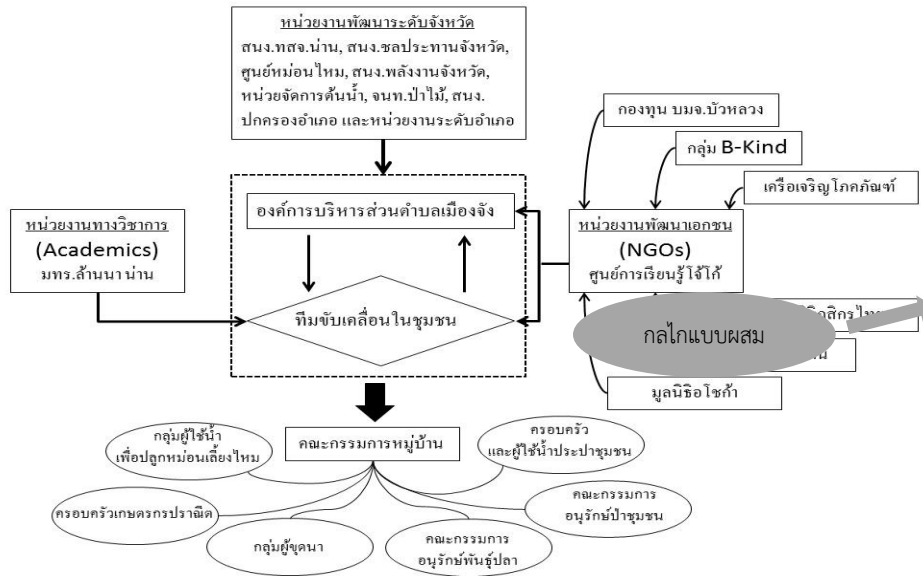 หน่วยงานพัฒนาระดับจังหวัด
สนง.ทสจ.น่าน, สนง.ชลประทานจังหวัด,
ศูนย์หม่อนไหม, สนง.พลังงานจังหวัด,
หน่วยจัดการต้นน้ำ, จนท.ป่าไม้, สนง.
ปกครองอำเภอ และหน่วยงานระดับอำเภอ
กองทุน บมจ.บัวหลวง
กลุ่ม B-Kind
เครือเจริญโภคภัณฑ์
องค์การบริหารส่วนตำบลเมืองจัง
หน่วยงานทางวิชาการ
(Academics)
มทร.ล้านนา น่าน
หน่วยงานพัฒนาเอกชน
(NGOs)
ศูนย์การเรียนรู้ โจ้โก้
ทีมขับเคลื่อนในชุมชน
กลไกแบบผสม
มูลนิธิอโชก้า
คณะกรรมการหมู่บ้าน
กลุ่มผู้ใช้น้ำ
เพื่อปลูกหม่อนเลี้ยงไหม
ครอบครัว
และผู้ใช้น้ำประปาชุมชน
ครอบครัวเกษตรกรปราณีต
คณะกรรมการ
อนุรักษ์ป่าชุมชน
กลุ่มผู้ขุดนา
คณะกรรมการ
อนุรักษ์พันธุ์ปลา